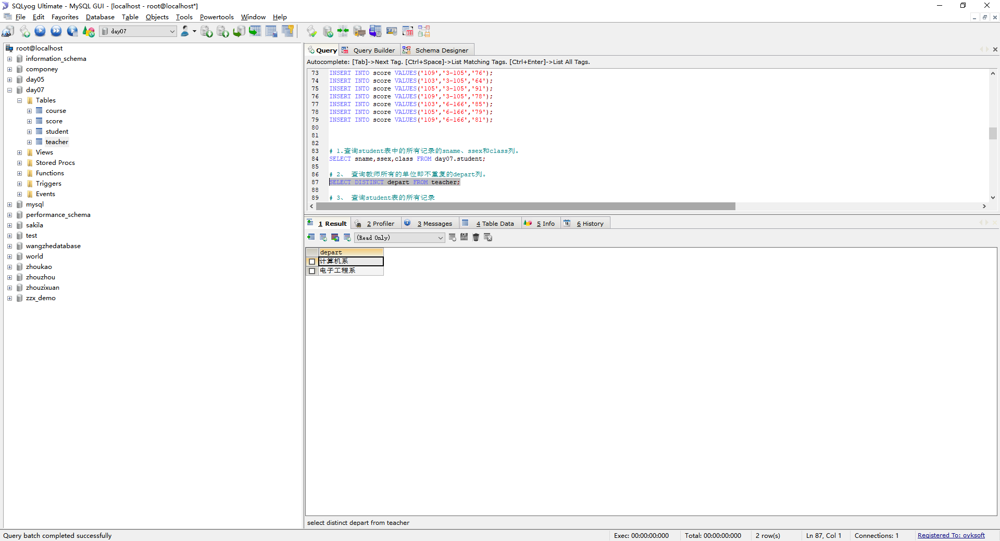 SQLyog Ultimate - MySQL GUI - [localhost - root@localhost*]
File Edit Favorites Database Table Objects Tools Powertools Window Help
day07
root@localhost
information_schema
componey
day05
day07
Tables
course
score
student
teacher
Views
Stored Procs
Functions
Triggers
Events
mysql
performance_schema
sakila
test
wangzhedatabase
world
zhoukao
zhouzhou
zhouzixuan
zzx_demo
Query Query Builder Schema Designer
Autocomplete: [Tab]->Next Tag. [Ctrl+Space]->List Matching Tags. [Ctrl+Enter]->List All Tags.
73 INSERT INTO score VALUES('109','3-105','76');
74 INSERT INTO score VALUES('103','3-105','64');
75 INSERT INTO score VALUES('105','3-105','91');
76 INSERT INTO score VALUES('109','3-105','78');
77 INSERT INTO score VALUES('103','6-166','85');
78 INSERT INTO score VALUES('105','6-166','79');
79 INSERT INTO score VALUES('109','6-166','81');
80
81
82
83 # 1.查询student表中的所有记录的sname、ssex和class列。
84 SELECT sname,ssex,class FROM day07.student;
85
86 # 2、 查询教师所有的单位即不重复的depart列。
87 SELECT DISTINCT depart FROM teacher;
88
89 # 3、 查询student表的所有记录
1 Result 2 Profiler 3 Messages 4 Table Data 5 Info 6 History
(Read Only)
depart
计算机系
电子工程系
select distinct depart from teacher
Query batch completed successfully Exec: 00:00:00:000 Total: 00:00:00:000 2 row(s) Ln 87, Col 1 Connections: 1 Registered To: oyksoft